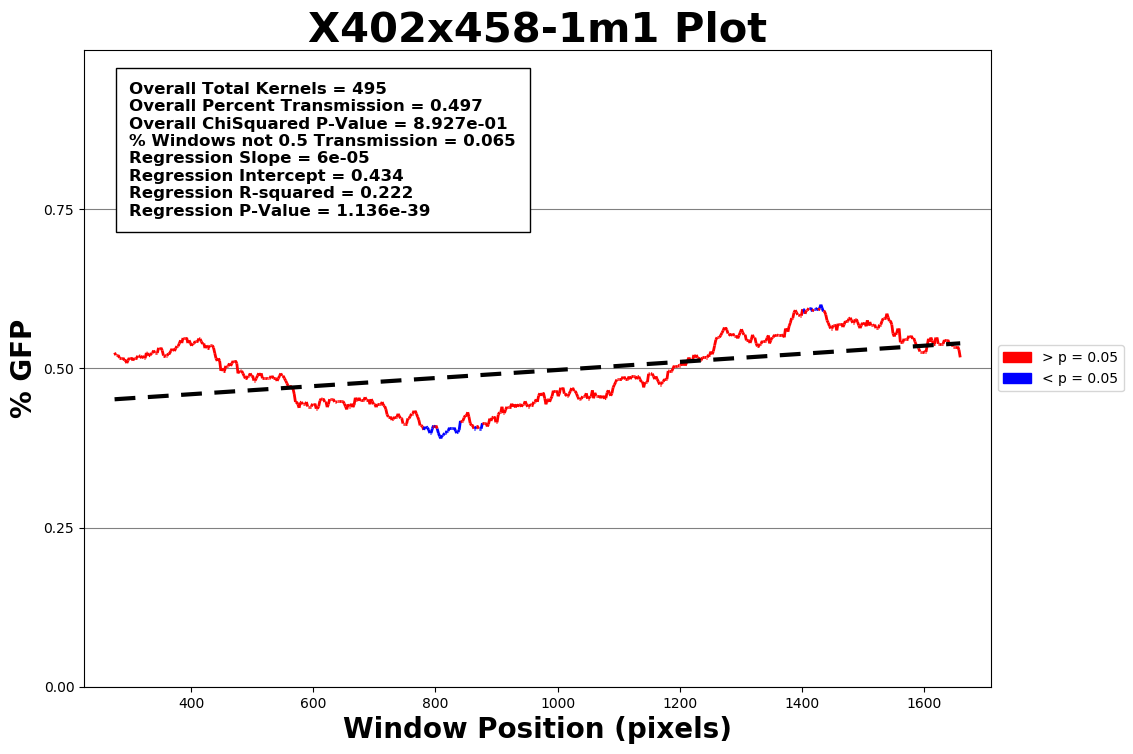 X402x458-1m1 Plot
Overall Total Kernels = 495
Overall Percent Transmission = 0.497
Overall ChiSquared P-Value = 8.927e-01
% Windows not 0.5 Transmission = 0.065
Regression Slope = 6e-05
Regression Intercept = 0.434
Regression R-squared = 0.222
Regression P-Value = 1.136e-39
% GFP
0.75
0.50
0.25
0.00
> p = 0.05
< p = 0.05
400 600 800 1000 1200 1400 1600
Window Position (pixels)